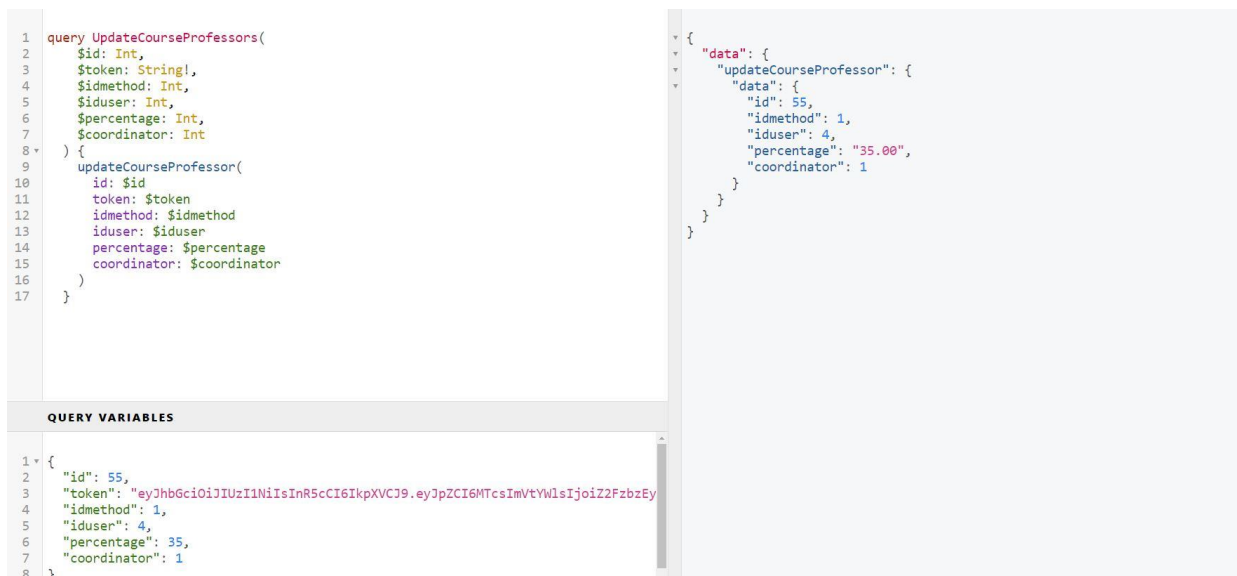 1 query UpdateCourseProfessors(
2 $id: Int,
3 $token: String!,
4 $idmethod: Int,
5 $iduser: Int,
6 $percentage: Int,
7 $coordinator: Int
8 ) {
9 updateCourseProfessor(
10 id: $id
11 token: $token
12 idmethod: $idmethod
13 iduser: $iduser
14 percentage: $percentage
15 coordinator: $coordinator
16 )
17 }
QUERY VARIABLES
1 {
2 "id": 55,
3 "token": "eyJhbGciOiJIUzI1NiIsInR5cCI6IkpXVCJ9.eyJpZCI6MTcsImVtYWlsIjoiZ2FzbzEy
4 "idmethod": 1,
5 "iduser": 4,
6 "percentage": 35,
7 "coordinator": 1
8 }
{
"data": {
"updateCourseProfessor": {
"data": {
"id": 55,
"idmethod": 1,
"iduser": 4,
"percentage": "35.00",
"coordinator": 1
}
}
}
}